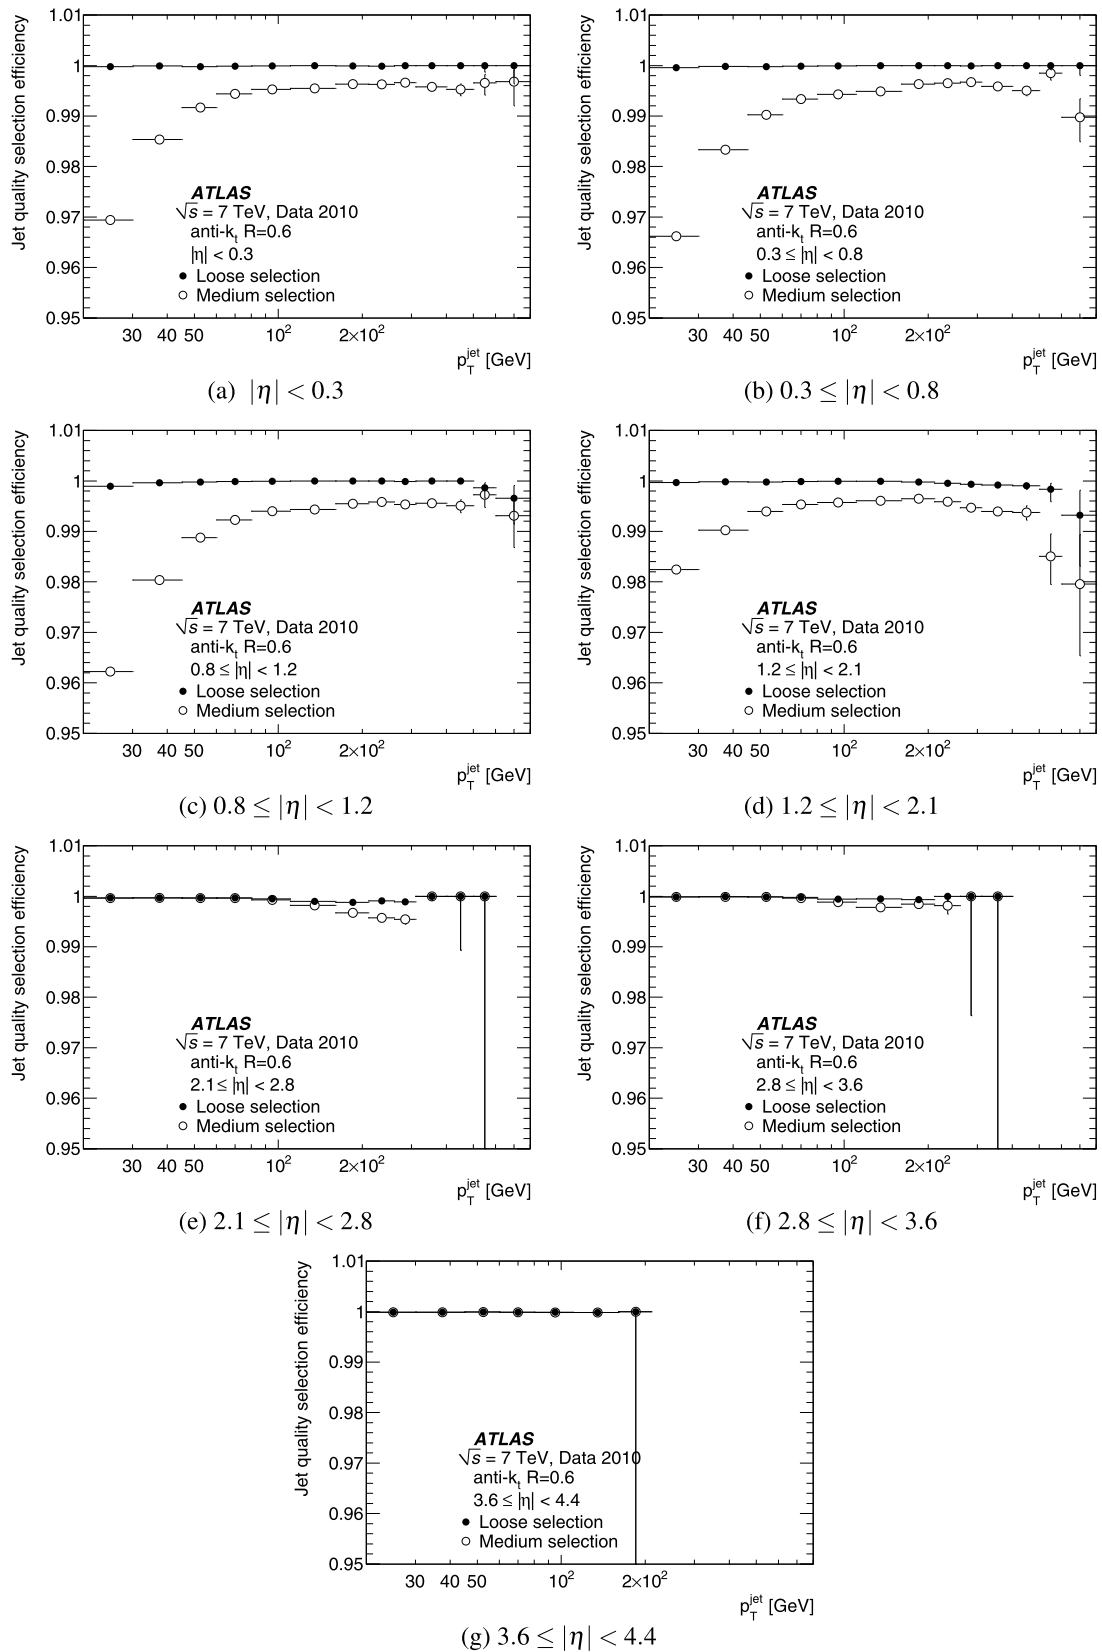 Jet quality selection efficiency
1.01
1
0.99
0.98
0.97
0.96
0.95
ATLAS
√s = 7 TeV, Data 2010
anti-kt R=0.6
|η| < 0.3
● Loose selection
○ Medium selection
30 40 50 10² 2×10²
pTjet [GeV]
(a) |η| < 0.3
Jet quality selection efficiency
1.01
1
0.99
0.98
0.97
0.96
0.95
ATLAS
√s = 7 TeV, Data 2010
anti-kt R=0.6
0.3 ≤ |η| < 0.8
● Loose selection
○ Medium selection
30 40 50 10² 2×10²
pTjet [GeV]
(b) 0.3 ≤ |η| < 0.8
Jet quality selection efficiency
1.01
1
0.99
0.98
0.97
0.96
0.95
ATLAS
√s = 7 TeV, Data 2010
anti-kt R=0.6
0.8 ≤ |η| < 1.2
● Loose selection
○ Medium selection
30 40 50 10² 2×10²
pTjet [GeV]
(c) 0.8 ≤ |η| < 1.2
Jet quality selection efficiency
1.01
1
0.99
0.98
0.97
0.96
0.95
ATLAS
√s = 7 TeV, Data 2010
anti-kt R=0.6
1.2 ≤ |η| < 2.1
● Loose selection
○ Medium selection
30 40 50 10² 2×10²
pTjet [GeV]
(d) 1.2 ≤ |η| < 2.1
Jet quality selection efficiency
1.01
1
0.99
0.98
0.97
0.96
0.95
ATLAS
√s = 7 TeV, Data 2010
anti-kt R=0.6
2.1 ≤ |η| < 2.8
● Loose selection
○ Medium selection
30 40 50 10² 2×10²
pTjet [GeV]
(e) 2.1 ≤ |η| < 2.8
Jet quality selection efficiency
1.01
1
0.99
0.98
0.97
0.96
0.95
ATLAS
√s = 7 TeV, Data 2010
anti-kt R=0.6
2.8 ≤ |η| < 3.6
● Loose selection
○ Medium selection
30 40 50 10² 2×10²
pTjet [GeV]
(f) 2.8 ≤ |η| < 3.6
Jet quality selection efficiency
1.01
1
0.99
0.98
0.97
0.96
0.95
ATLAS
√s = 7 TeV, Data 2010
anti-kt R=0.6
3.6 ≤ |η| < 4.4
● Loose selection
○ Medium selection
30 40 50 10² 2×10²
pTjet [GeV]
(g) 3.6 ≤ |η| < 4.4